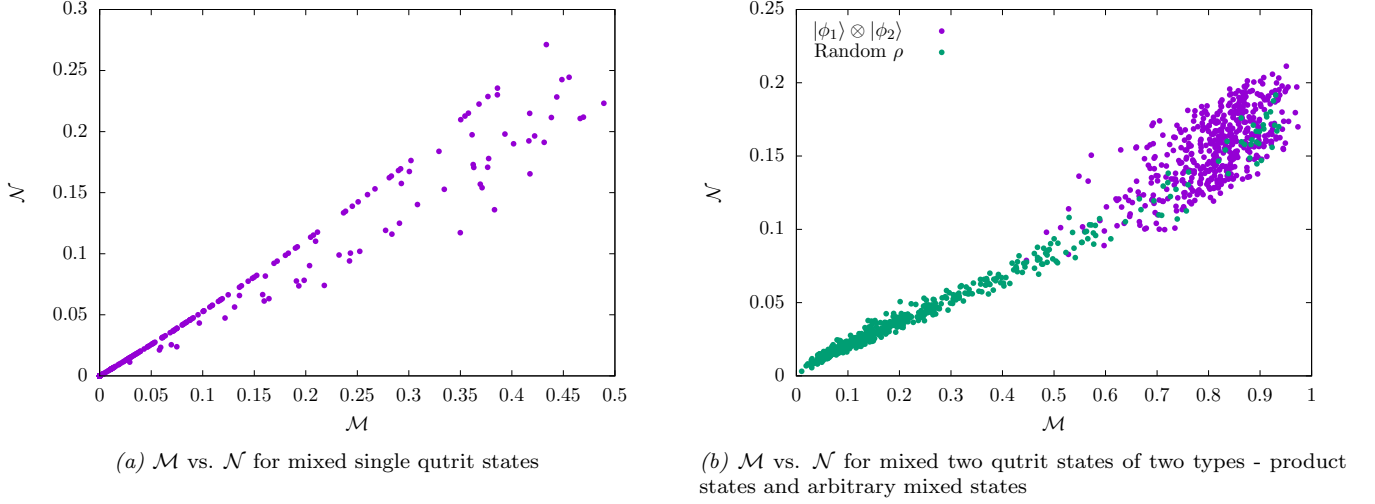 0.3
0.25
0.2
0.15
0.1
0.05
0
𝒩
0 0.05 0.1 0.15 0.2 0.25 0.3 0.35 0.4 0.45 0.5
ℳ
(a) ℳ vs. 𝒩 for mixed single qutrit states
0.25
0.2
0.15
0.1
0.05
0
𝒩
|ϕ₁⟩ ⊗ |ϕ₂⟩
Random ρ
0 0.1 0.2 0.3 0.4 0.5 0.6 0.7 0.8 0.9 1
ℳ
(b) ℳ vs. 𝒩 for mixed two qutrit states of two types - product
states and arbitrary mixed states